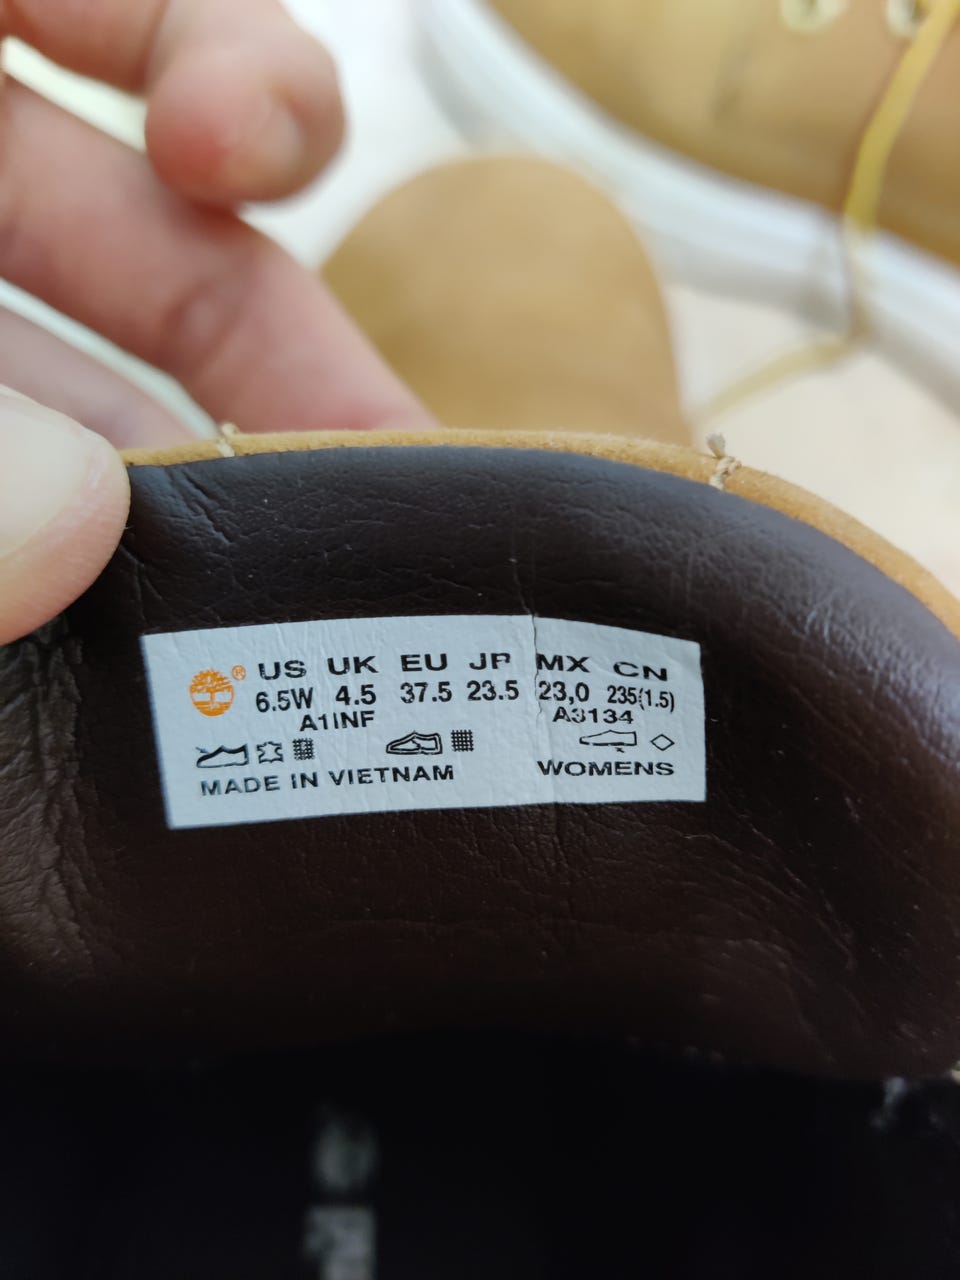 ® US UK EU JP MX CN
6.5W 4.5 37.5 23.5 23,0 235(1.5)
A1INF A3134
MADE IN VIETNAM WOMENS